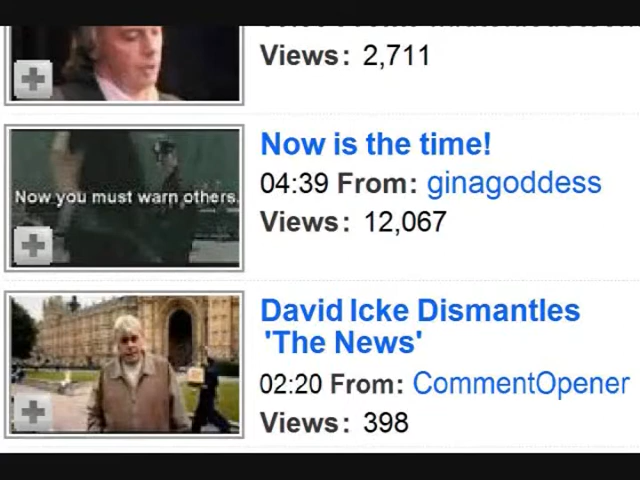 Views: 2,711
Now is the time!
Now you must warn others.
04:39 From: ginagoddess
Views: 12,067
David Icke Dismantles
'The News'
02:20 From: CommentOpener
Views: 398